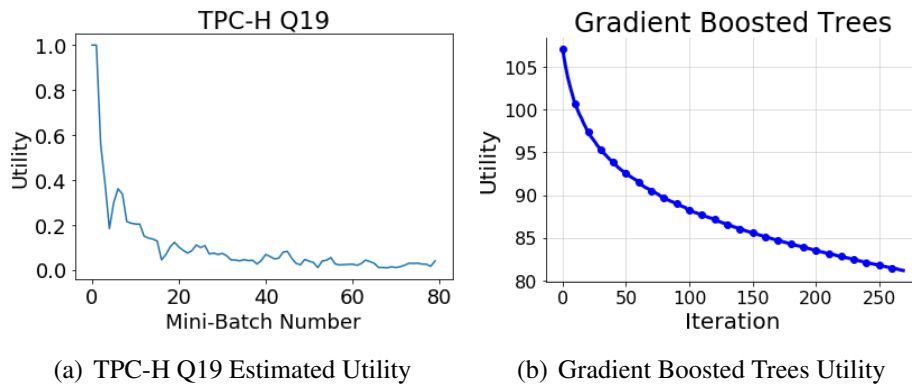 TPC-H Q19
1.0
0.8
0.6
0.4
0.2
0.0
Utility
0 20 40 60 80
Mini-Batch Number
(a) TPC-H Q19 Estimated Utility
Gradient Boosted Trees
105
100
95
90
85
80
Utility
0 50 100 150 200 250
Iteration
(b) Gradient Boosted Trees Utility